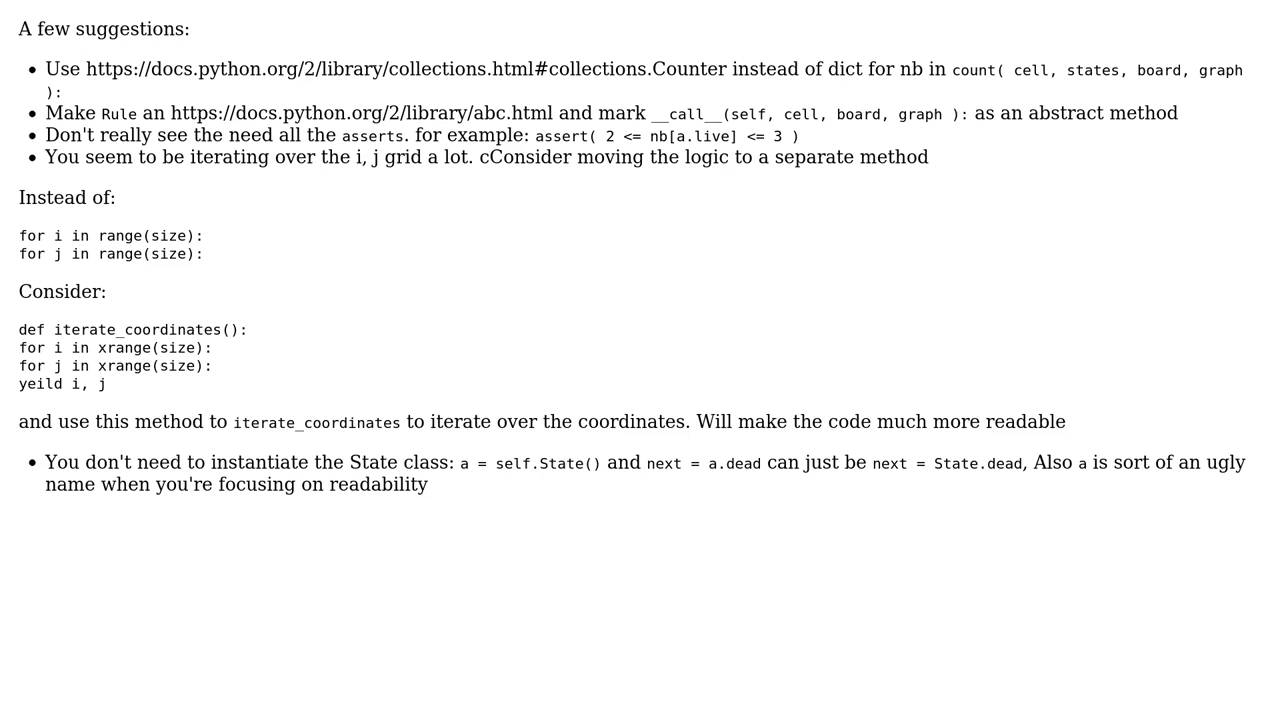 A few suggestions:
• Use https://docs.python.org/2/library/collections.html#collections.Counter instead of dict for nb in count( cell, states, board, graph
):
• Make Rule an https://docs.python.org/2/library/abc.html and mark __call__(self, cell, board, graph ): as an abstract method
• Don't really see the need all the asserts. for example: assert( 2 <= nb[a.live] <= 3 )
• You seem to be iterating over the i, j grid a lot. cConsider moving the logic to a separate method
Instead of:
for i in range(size):
for j in range(size):
Consider:
def iterate_coordinates():
for i in xrange(size):
for j in xrange(size):
yeild i, j
and use this method to iterate_coordinates to iterate over the coordinates. Will make the code much more readable
• You don't need to instantiate the State class: a = self.State() and next = a.dead can just be next = State.dead, Also a is sort of an ugly
name when you're focusing on readability